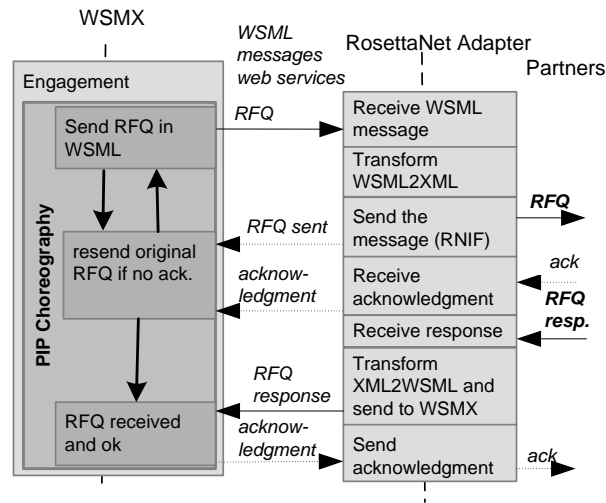 WSMX
WSML
messages
web services
RosettaNet Adapter
Partners
Engagement
PIP Choreography
Send RFQ in
WSML
RFQ
Receive WSML
message
Transform
WSML2XML
RFQ
resend original
RFQ if no ack.
RFQ sent
Send the
message (RNIF)
acknow-
ledgment
Receive
acknowledgment
ack
RFQ
resp.
Receive response
RFQ
response
Transform
XML2WSML and
send to WSMX
RFQ received
and ok
acknow-
ledgment
Send
acknowledgment
ack